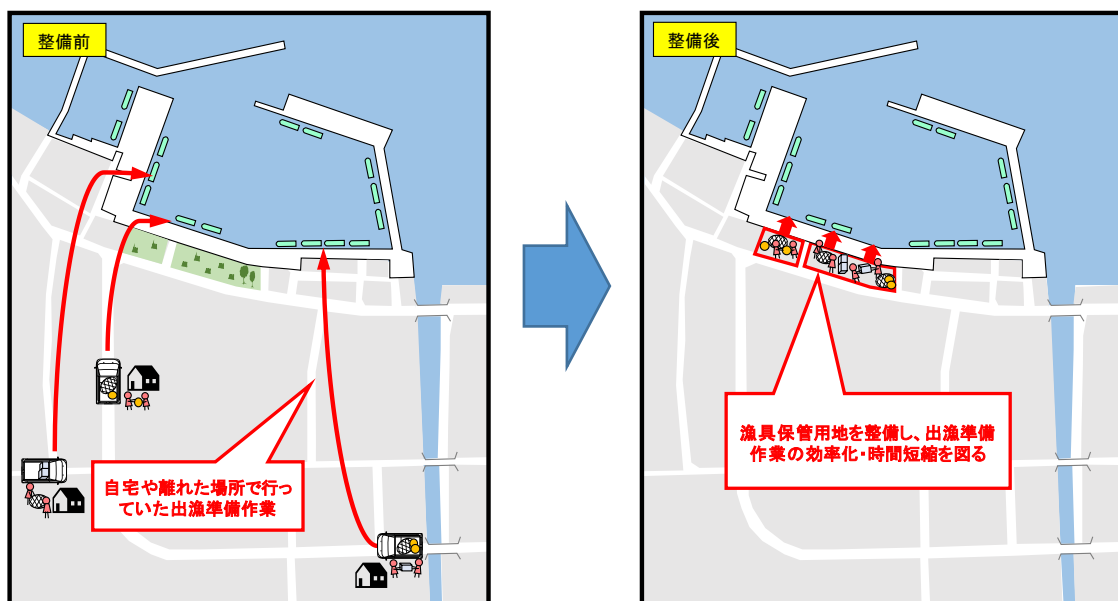 整備前
自宅や離れた場所で行っ
ていた出漁準備作業
整備後
漁具保管用地を整備し、出漁準備
作業の効率化・時間短縮を図る